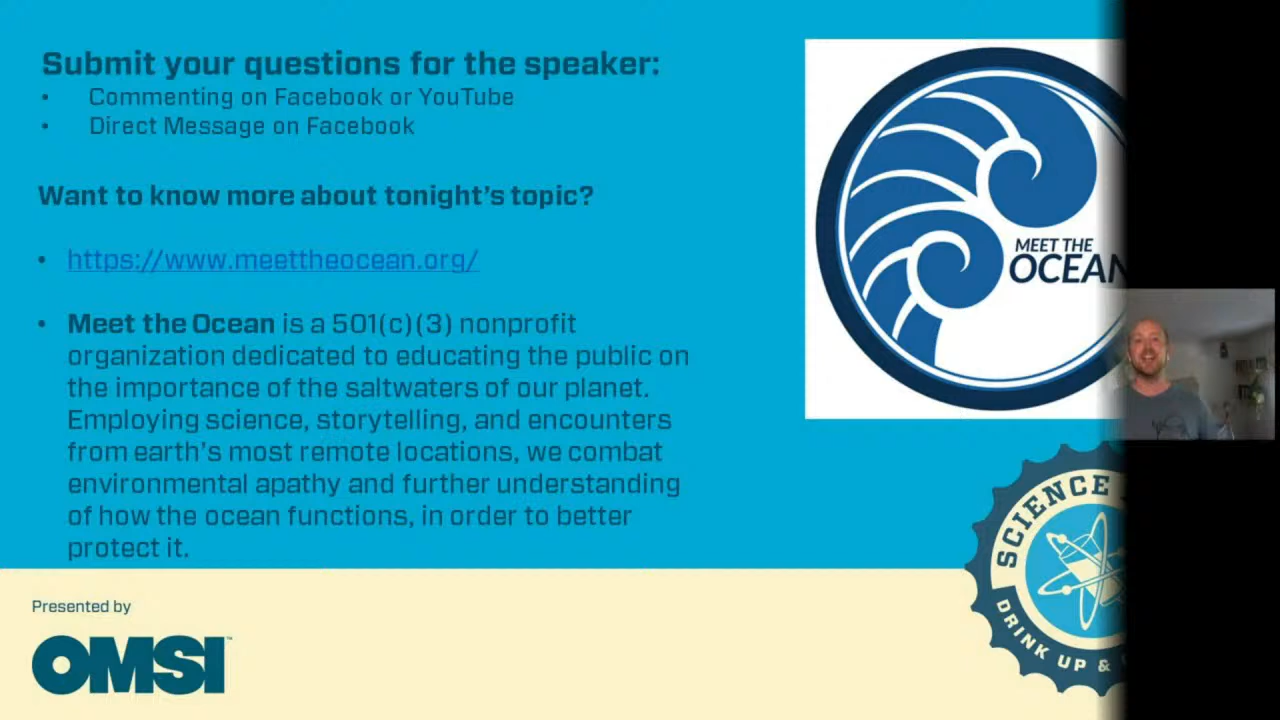 Submit your questions for the speaker:
• Commenting on Facebook or YouTube
• Direct Message on Facebook
Want to know more about tonight's topic?
• https://www.meettheocean.org/
• Meet the Ocean is a 501(c)(3) nonprofit
organization dedicated to educating the public on
the importance of the saltwaters of our planet.
Employing science, storytelling, and encounters
from earth's most remote locations, we combat
environmental apathy and further understanding
of how the ocean functions, in order to better
protect it.
MEET THE
OCEAN
SCIENCE
DRINK UP &
Presented by
OMSI™